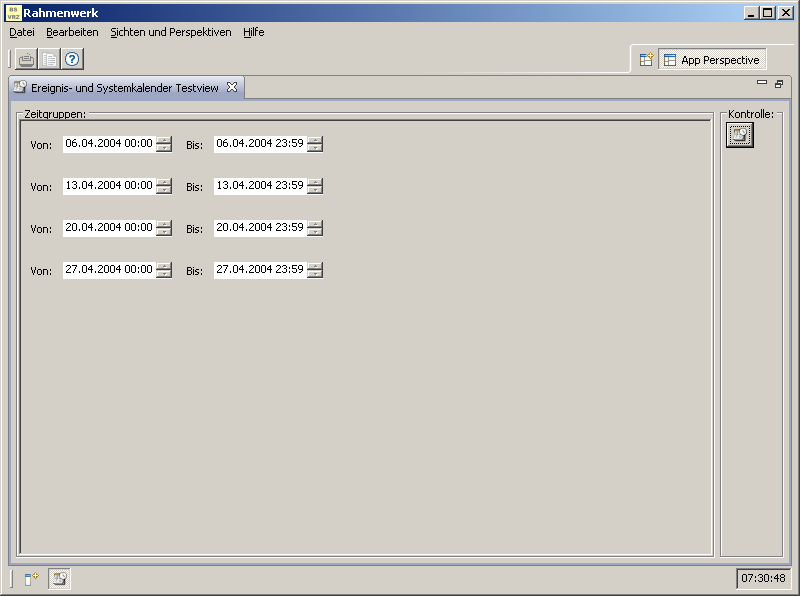 BS
VRZ
Rahmenwerk
Datei Bearbeiten Sichten und Perspektiven Hilfe
App Perspective
Ereignis- und Systemkalender Testview
Zeitgruppen:
Kontrolle:
Von: 06.04.2004 00:00 Bis: 06.04.2004 23:59
Von: 13.04.2004 00:00 Bis: 13.04.2004 23:59
Von: 20.04.2004 00:00 Bis: 20.04.2004 23:59
Von: 27.04.2004 00:00 Bis: 27.04.2004 23:59
07:30:48